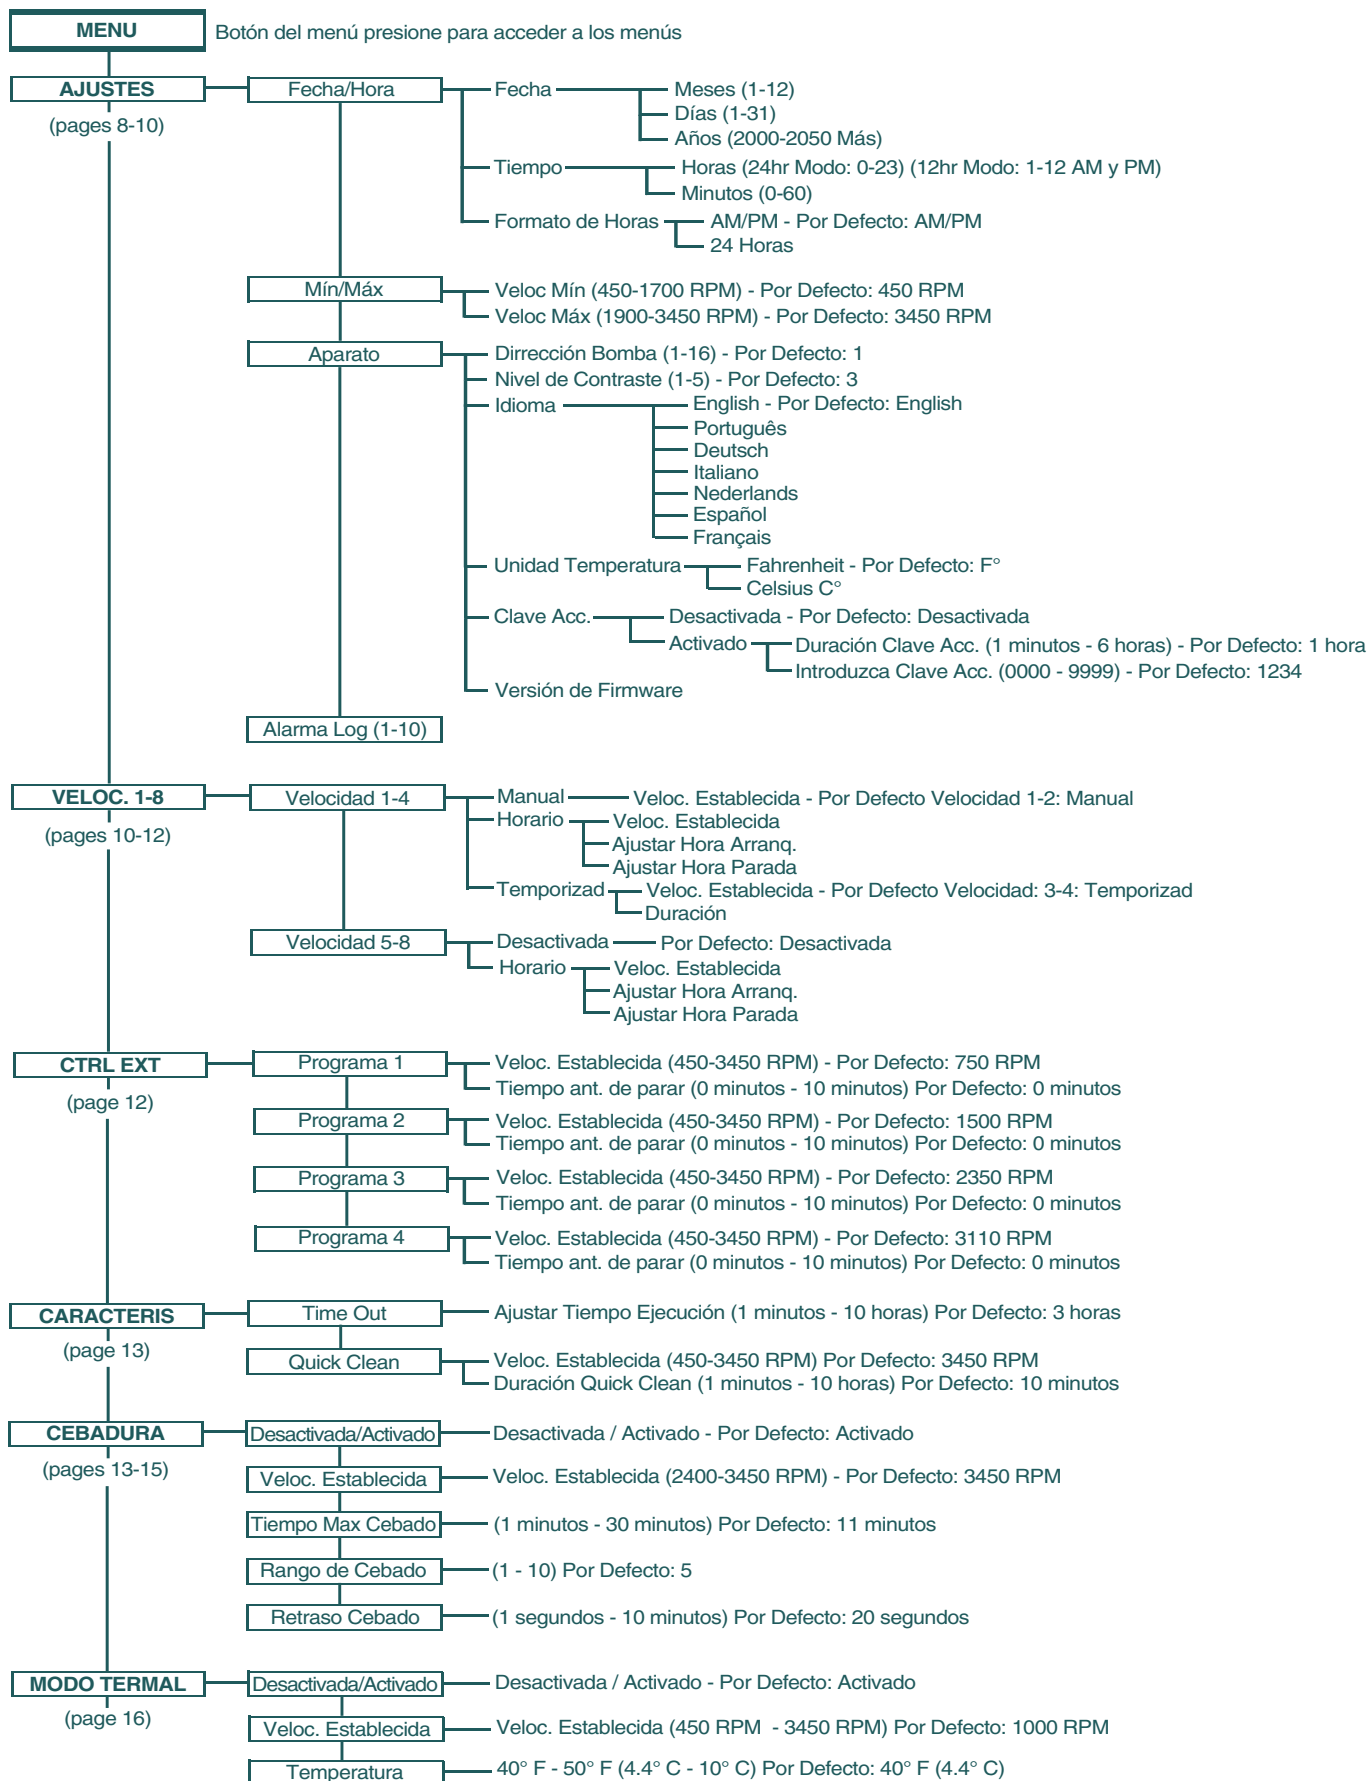 MENU Botón del menú presione para acceder a los menús
AJUSTES Fecha/Hora Fecha Meses (1-12)
(pages 8-10) Días (1-31)
Años (2000-2050 Más)
Tiempo Horas (24hr Modo: 0-23) (12hr Modo: 1-12 AM y PM)
Minutos (0-60)
Formato de Horas AM/PM - Por Defecto: AM/PM
24 Horas
Mín/Máx Veloc Mín (450-1700 RPM) - Por Defecto: 450 RPM
Veloc Máx (1900-3450 RPM) - Por Defecto: 3450 RPM
Aparato Dirrección Bomba (1-16) - Por Defecto: 1
Nivel de Contraste (1-5) - Por Defecto: 3
Idioma English - Por Defecto: English
Português
Deutsch
Italiano
Nederlands
Español
Français
Unidad Temperatura Fahrenheit - Por Defecto: F°
Celsius C°
Clave Acc. Desactivada - Por Defecto: Desactivada
Activado Duración Clave Acc. (1 minutos - 6 horas) - Por Defecto: 1 hora
Introduzca Clave Acc. (0000 - 9999) - Por Defecto: 1234
Versión de Firmware
Alarma Log (1-10)
VELOC. 1-8 Velocidad 1-4 Manual Veloc. Establecida - Por Defecto Velocidad 1-2: Manual
(pages 10-12) Horario Veloc. Establecida
Ajustar Hora Arranq.
Ajustar Hora Parada
Temporizad Veloc. Establecida - Por Defecto Velocidad: 3-4: Temporizad
Duración
Velocidad 5-8 Desactivada Por Defecto: Desactivada
Horario Veloc. Establecida
Ajustar Hora Arranq.
Ajustar Hora Parada
CTRL EXT Programa 1 Veloc. Establecida (450-3450 RPM) - Por Defecto: 750 RPM
(page 12) Tiempo ant. de parar (0 minutos - 10 minutos) Por Defecto: 0 minutos
Programa 2 Veloc. Establecida (450-3450 RPM) - Por Defecto: 1500 RPM
Tiempo ant. de parar (0 minutos - 10 minutos) Por Defecto: 0 minutos
Programa 3 Veloc. Establecida (450-3450 RPM) - Por Defecto: 2350 RPM
Tiempo ant. de parar (0 minutos - 10 minutos) Por Defecto: 0 minutos
Programa 4 Veloc. Establecida (450-3450 RPM) - Por Defecto: 3110 RPM
Tiempo ant. de parar (0 minutos - 10 minutos) Por Defecto: 0 minutos
CARACTERIS Time Out Ajustar Tiempo Ejecución (1 minutos - 10 horas) Por Defecto: 3 horas
(page 13) Quick Clean Veloc. Establecida (450-3450 RPM) Por Defecto: 3450 RPM
Duración Quick Clean (1 minutos - 10 horas) Por Defecto: 10 minutos
CEBADURA Desactivada/Activado Desactivada / Activado - Por Defecto: Activado
(pages 13-15) Veloc. Establecida Veloc. Establecida (2400-3450 RPM) - Por Defecto: 3450 RPM
Tiempo Max Cebado (1 minutos - 30 minutos) Por Defecto: 11 minutos
Rango de Cebado (1 - 10) Por Defecto: 5
Retraso Cebado (1 segundos - 10 minutos) Por Defecto: 20 segundos
MODO TERMAL Desactivada/Activado Desactivada / Activado - Por Defecto: Activado
(page 16) Veloc. Establecida Veloc. Establecida (450 RPM - 3450 RPM) Por Defecto: 1000 RPM
Temperatura 40° F - 50° F (4.4° C - 10° C) Por Defecto: 40° F (4.4° C)